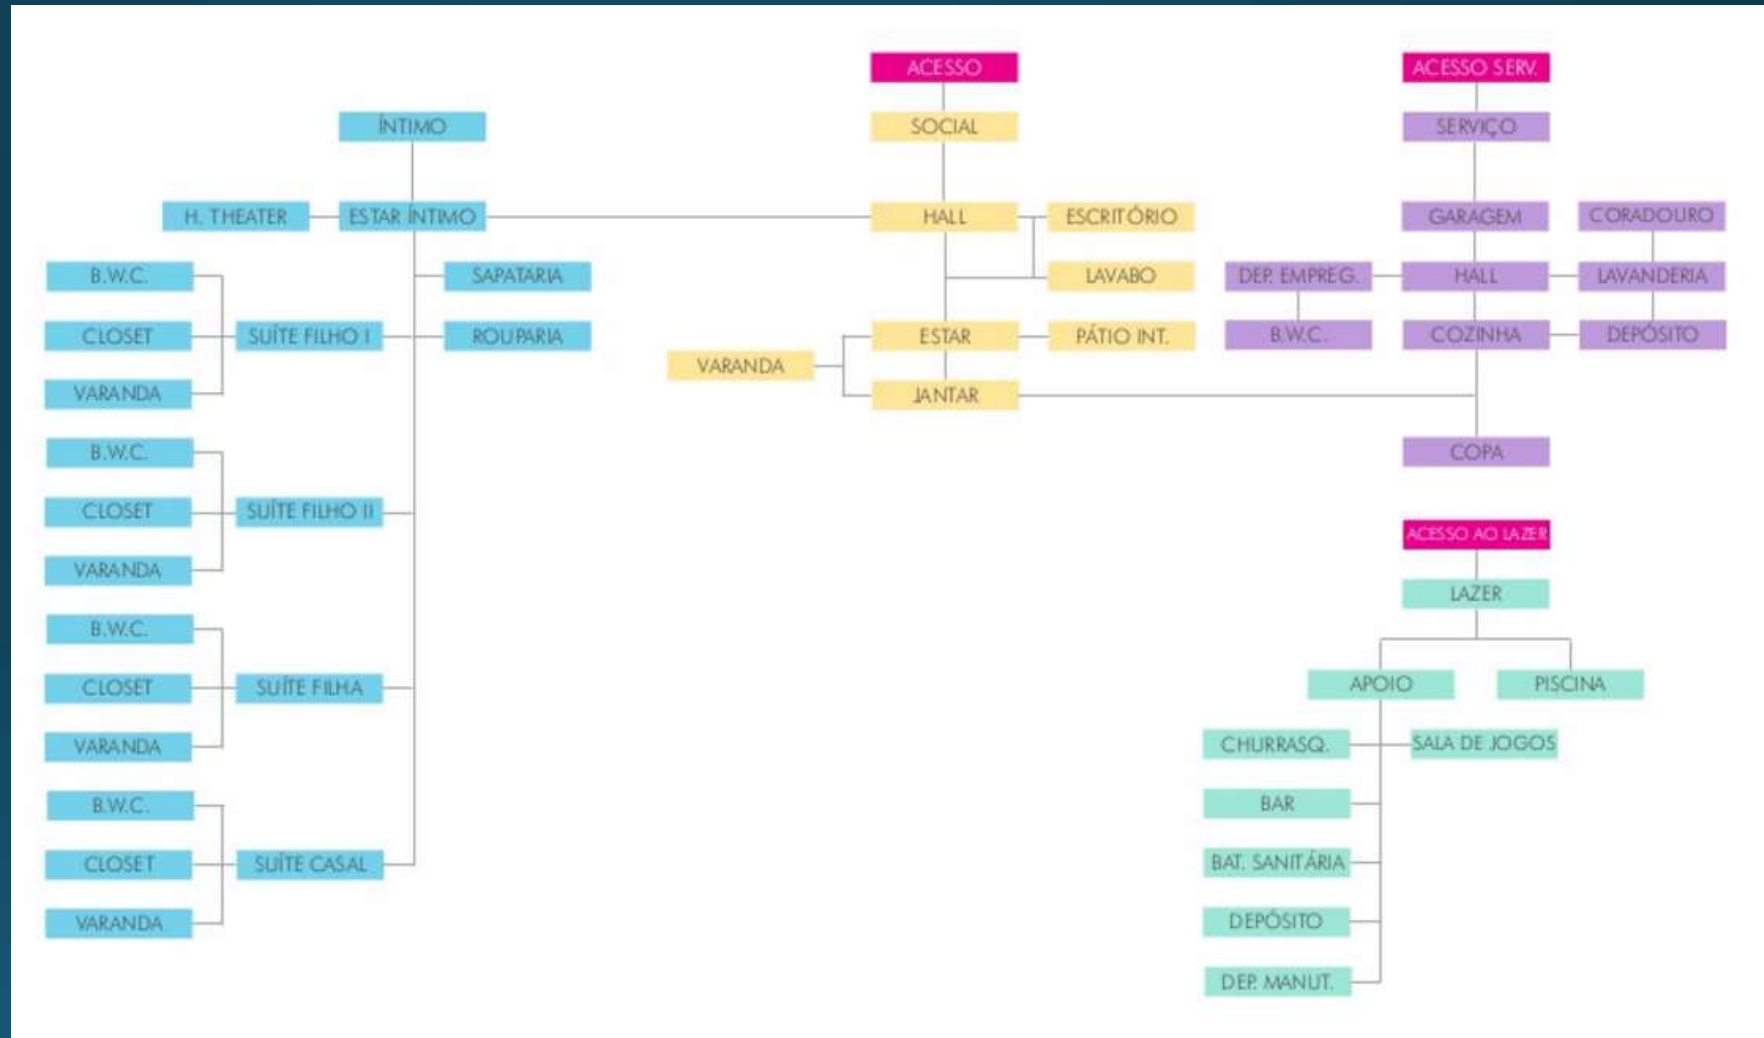 ACESSO
ACESSO SERV.
ÍNTIMO
SOCIAL
SERVIÇO
H. THEATER
ESTAR ÍNTIMO
HALL
ESCRITÓRIO
GARAGEM
CORADOURO
B.W.C.
SAPATARIA
LAVABO
DEP. EMPREG.
HALL
LAVANDERIA
CLOSET
SUÍTE FILHO I
ROUPARIA
ESTAR
PÁTIO INT.
B.W.C.
COZINHA
DEPÓSITO
VARANDA
VARANDA
JANTAR
B.W.C.
COPA
CLOSET
SUÍTE FILHO II
ACESSO AO LAZER
VARANDA
LAZER
B.W.C.
CLOSET
SUÍTE FILHA
APOIO
PISCINA
VARANDA
CHURRASQ.
SALA DE JOGOS
B.W.C.
BAR
CLOSET
SUÍTE CASAL
BAT. SANITÁRIA
VARANDA
DEPÓSITO
DEP. MANUT.